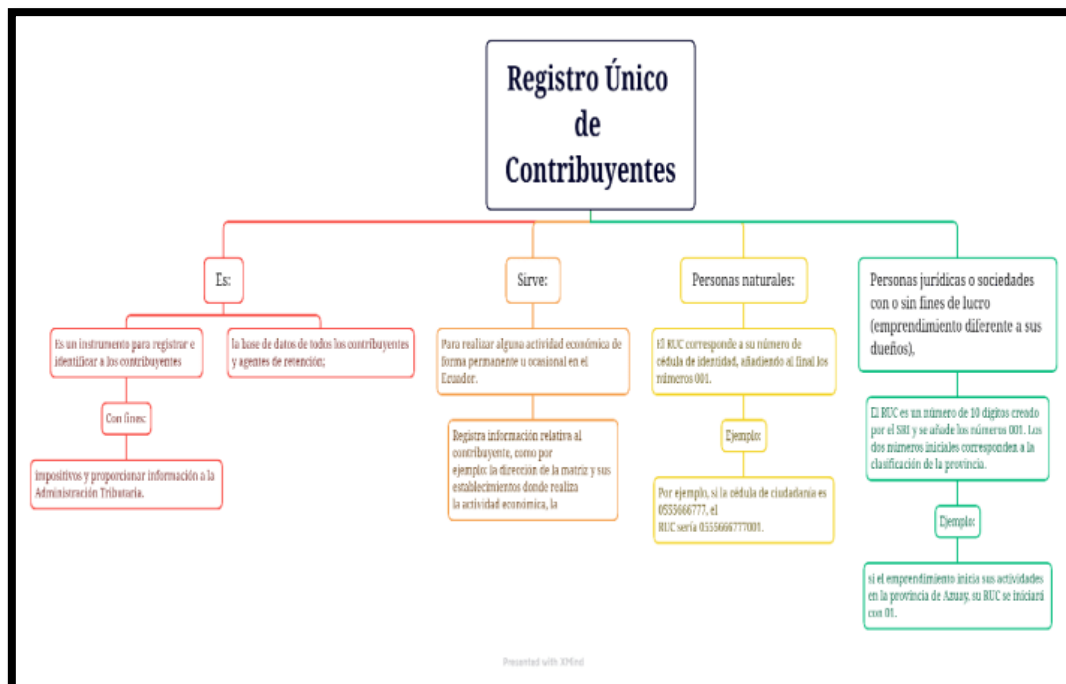 Registro Único
de
Contribuyentes
Es:
Es un instrumento para registrar e
identificar a los contribuyentes
la base de datos de todos los contribuyentes
y agentes de retención;
Con fines:
impositivos y proporcionar información a la
Administración Tributaria.
Sirve:
Para realizar alguna actividad económica de
forma permanente u ocasional en el
Ecuador.
Registra información relativa al
contribuyente, como por
ejemplo: la dirección de la matriz y sus
establecimientos donde realiza
la actividad económica, la
Personas naturales:
El RUC corresponde a su número de
cédula de identidad, añadiendo al final los
números 001.
Ejemplo:
Por ejemplo, si la cédula de ciudadanía es
0555666777, el
RUC sería 0555666777001.
Personas jurídicas o sociedades
con o sin fines de lucro
(emprendimiento diferente a sus
dueños),
El RUC es un número de 10 dígitos creado
por el SRI y se añade los números 001. Los
dos números iniciales corresponden a la
clasificación de la provincia.
Ejemplo:
si el emprendimiento inicia sus actividades
en la provincia de Azuay, su RUC se iniciará
con 01.
Presented with XMind